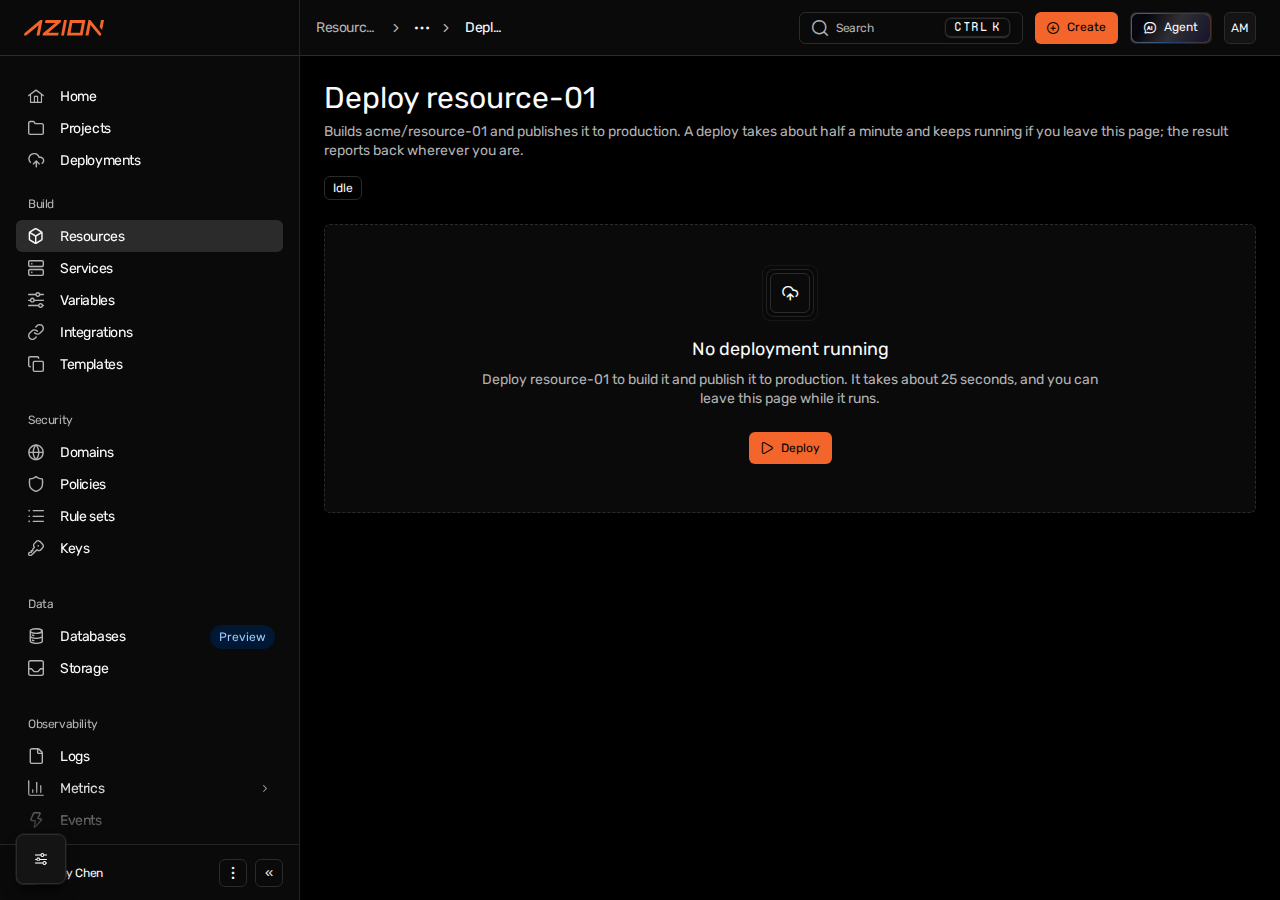 AZION
Resourc...
Depl...
Search
CTRL K
Create
Agent
AM
Home
Projects
Deployments
Build
Resources
Services
Variables
Integrations
Templates
Security
Domains
Policies
Rule sets
Keys
Data
Databases
Preview
Storage
Observability
Logs
Metrics
Events
y Chen
Deploy resource-01
Builds acme/resource-01 and publishes it to production. A deploy takes about half a minute and keeps running if you leave this page; the result
reports back wherever you are.
Idle
No deployment running
Deploy resource-01 to build it and publish it to production. It takes about 25 seconds, and you can
leave this page while it runs.
Deploy